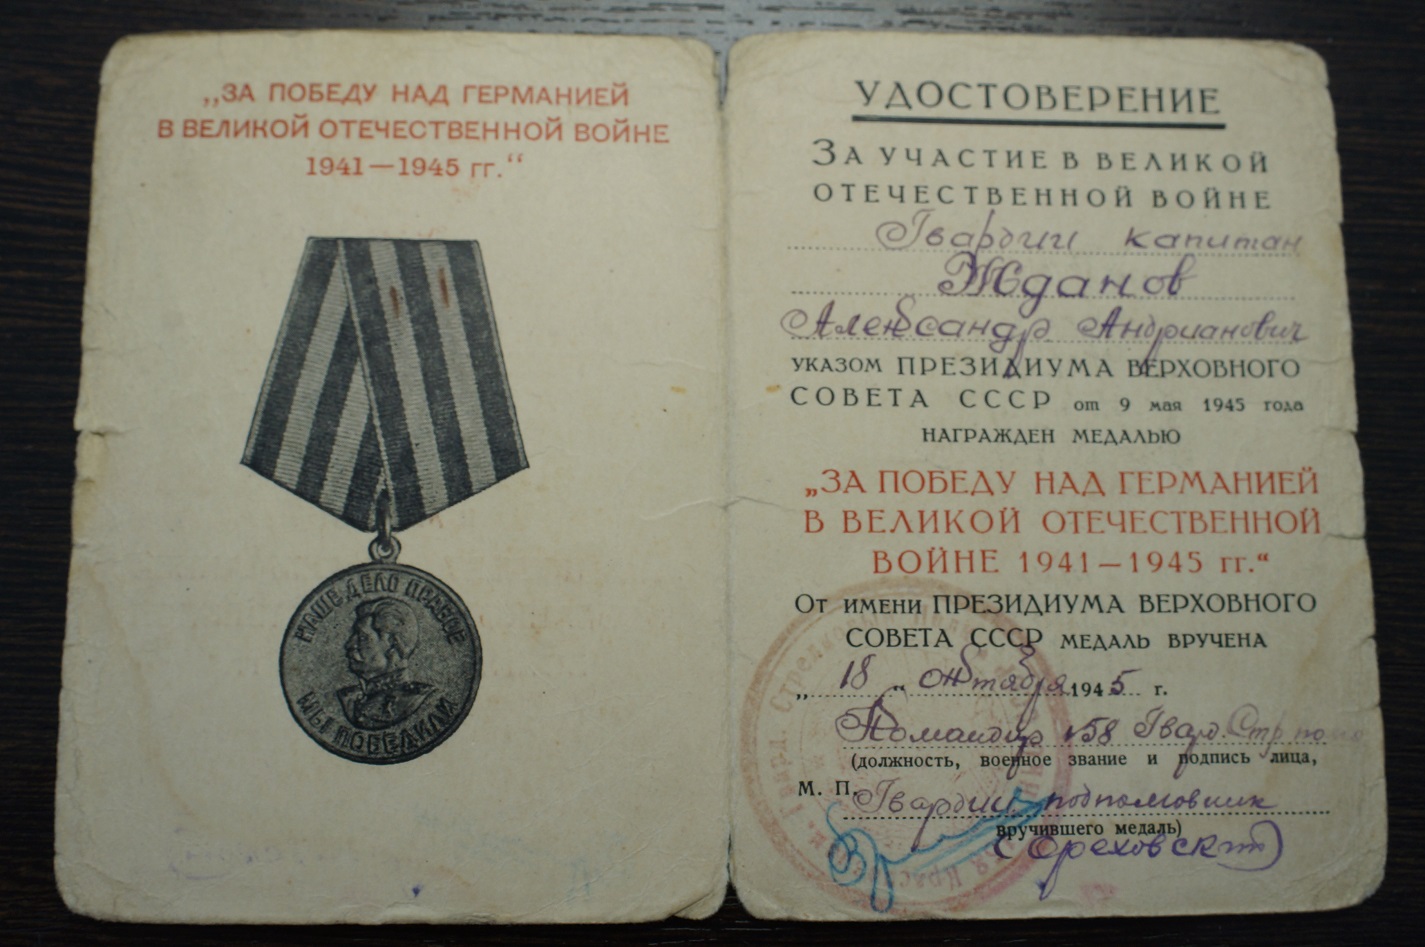 „ЗА ПОБЕДУ НАД ГЕРМАНИЕЙ
В ВЕЛИКОЙ ОТЕЧЕСТВЕННОЙ ВОЙНЕ
1941—1945 гг.“
НАШЕ ДЕЛО ПРАВОЕ
МЫ ПОБЕДИЛИ
УДОСТОВЕРЕНИЕ
ЗА УЧАСТИЕ В ВЕЛИКОЙ
ОТЕЧЕСТВЕННОЙ ВОЙНЕ
Гвардии капитан
Жданов
Александр Андрианович
УКАЗОМ ПРЕЗИДИУМА ВЕРХОВНОГО
СОВЕТА СССР от 9 мая 1945 года
НАГРАЖДЕН МЕДАЛЬЮ
„ЗА ПОБЕДУ НАД ГЕРМАНИЕЙ
В ВЕЛИКОЙ ОТЕЧЕСТВЕННОЙ
ВОЙНЕ 1941—1945 гг.“
ОТ ИМЕНИ ПРЕЗИДИУМА ВЕРХОВНОГО
СОВЕТА СССР МЕДАЛЬ ВРУЧЕНА
„18“ октября 1945 г.
Командир 58 Гвард. Стр
(должность, военное звание и подпись лица,
М. П. Гвардии подполковник
вручившего медаль)
(Ореховский)
Гвард. Стрелковый